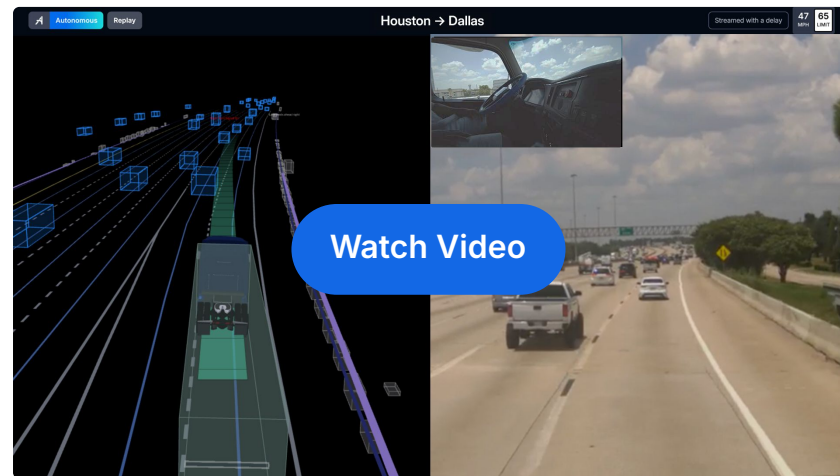 Autonomous
Replay
Houston → Dallas
Streamed with a delay
47
MPH
65
LIMIT
Watch Video